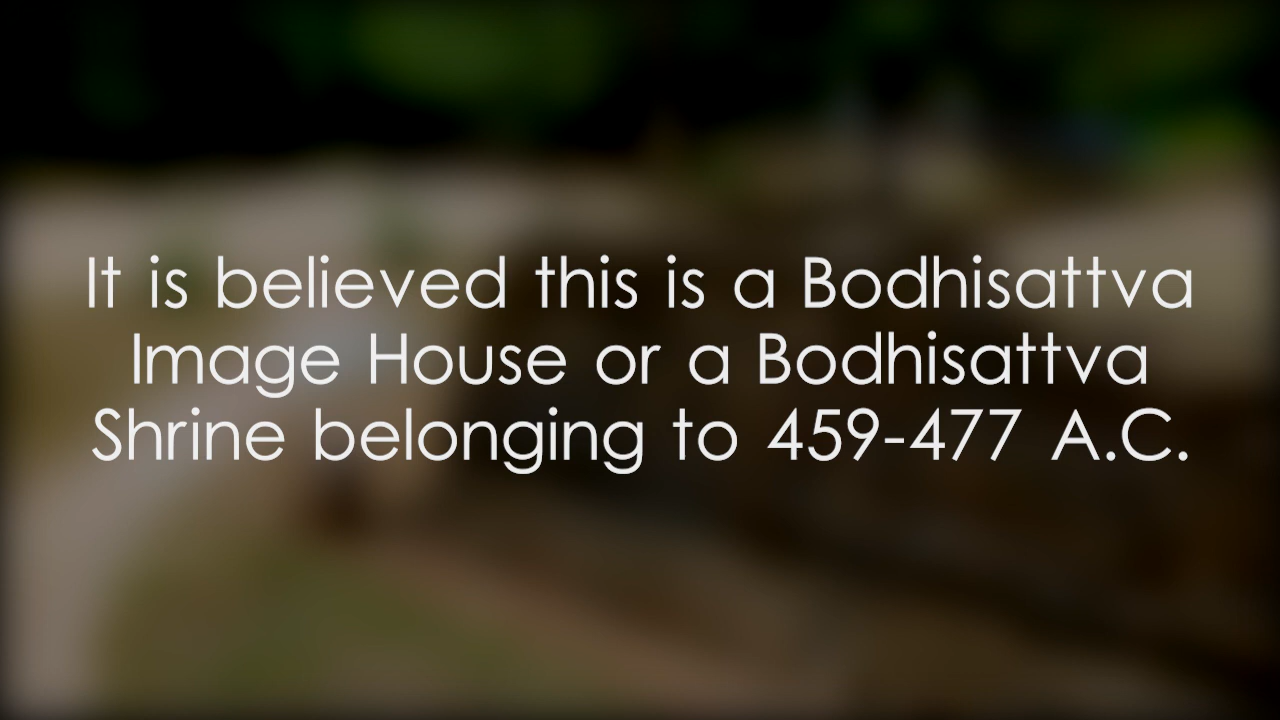 It is believed this is a Bodhisattva
Image House or a Bodhisattva
Shrine belonging to 459-477 A.C.